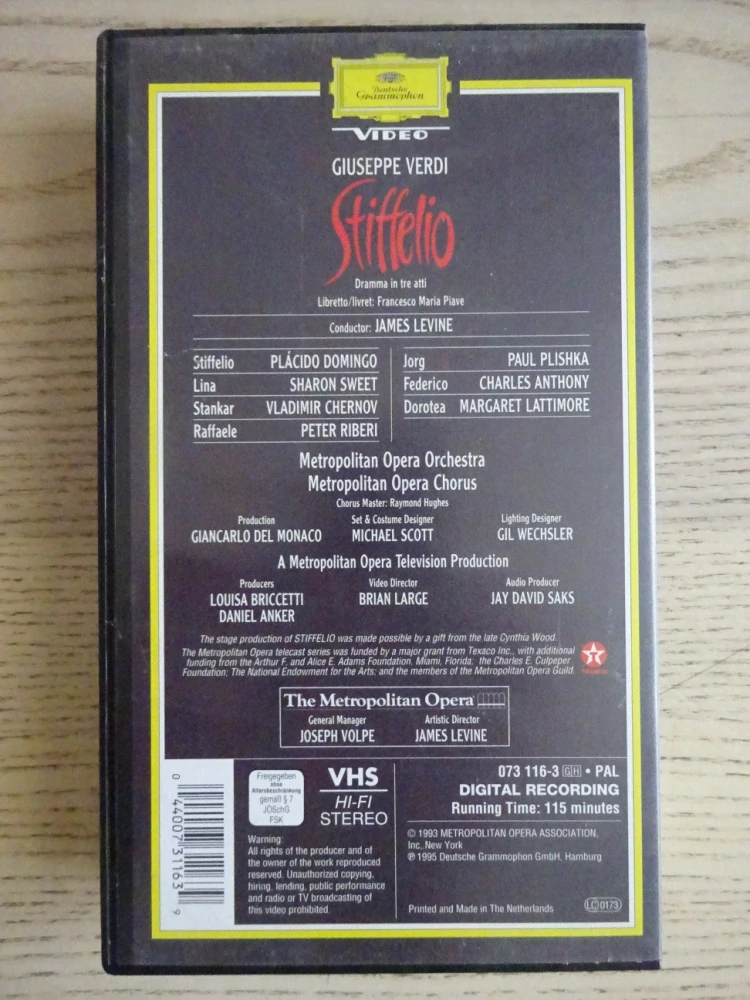 Deutsche
Grammophon
VIDEO
GIUSEPPE VERDI
Stiffelio
Dramma in tre atti
Libretto/livret: Francesco Maria Piave
Conductor: JAMES LEVINE
Stiffelio PLÁCIDO DOMINGO
Lina SHARON SWEET
Stankar VLADIMIR CHERNOV
Raffaele PETER RIBERI
Jorg PAUL PLISHKA
Federico CHARLES ANTHONY
Dorotea MARGARET LATTIMORE
Metropolitan Opera Orchestra
Metropolitan Opera Chorus
Chorus Master: Raymond Hughes
Production
GIANCARLO DEL MONACO
Set & Costume Designer
MICHAEL SCOTT
Lighting Designer
GIL WECHSLER
A Metropolitan Opera Television Production
Producers
LOUISA BRICCETTI
DANIEL ANKER
Video Director
BRIAN LARGE
Audio Producer
JAY DAVID SAKS
The stage production of STIFFELIO was made possible by a gift from the late Cynthia Wood.
The Metropolitan Opera telecast series was funded by a major grant from Texaco Inc., with additional
funding from the Arthur F. and Alice E. Adams Foundation, Miami, Florida; the Charles E. Culpeper
Foundation; The National Endowment for the Arts; and the members of the Metropolitan Opera Guild.
The Metropolitan Opera
General Manager
JOSEPH VOLPE
Artistic Director
JAMES LEVINE
0 44007 31163 9
Freigegeben
ohne
Altersbeschränkung
gemäß § 7
JÖSchG
FSK
VHS
HI-FI
STEREO
Warning:
All rights of the producer and of
the owner of the work reproduced
reserved. Unauthorized copying,
hiring, lending, public performance
and radio or TV broadcasting of
this video prohibited.
073 116-3 GH • PAL
DIGITAL RECORDING
Running Time: 115 minutes
© 1993 METROPOLITAN OPERA ASSOCIATION,
Inc, New York
℗ 1995 Deutsche Grammophon GmbH, Hamburg
Printed and Made in The Netherlands
LC 0173